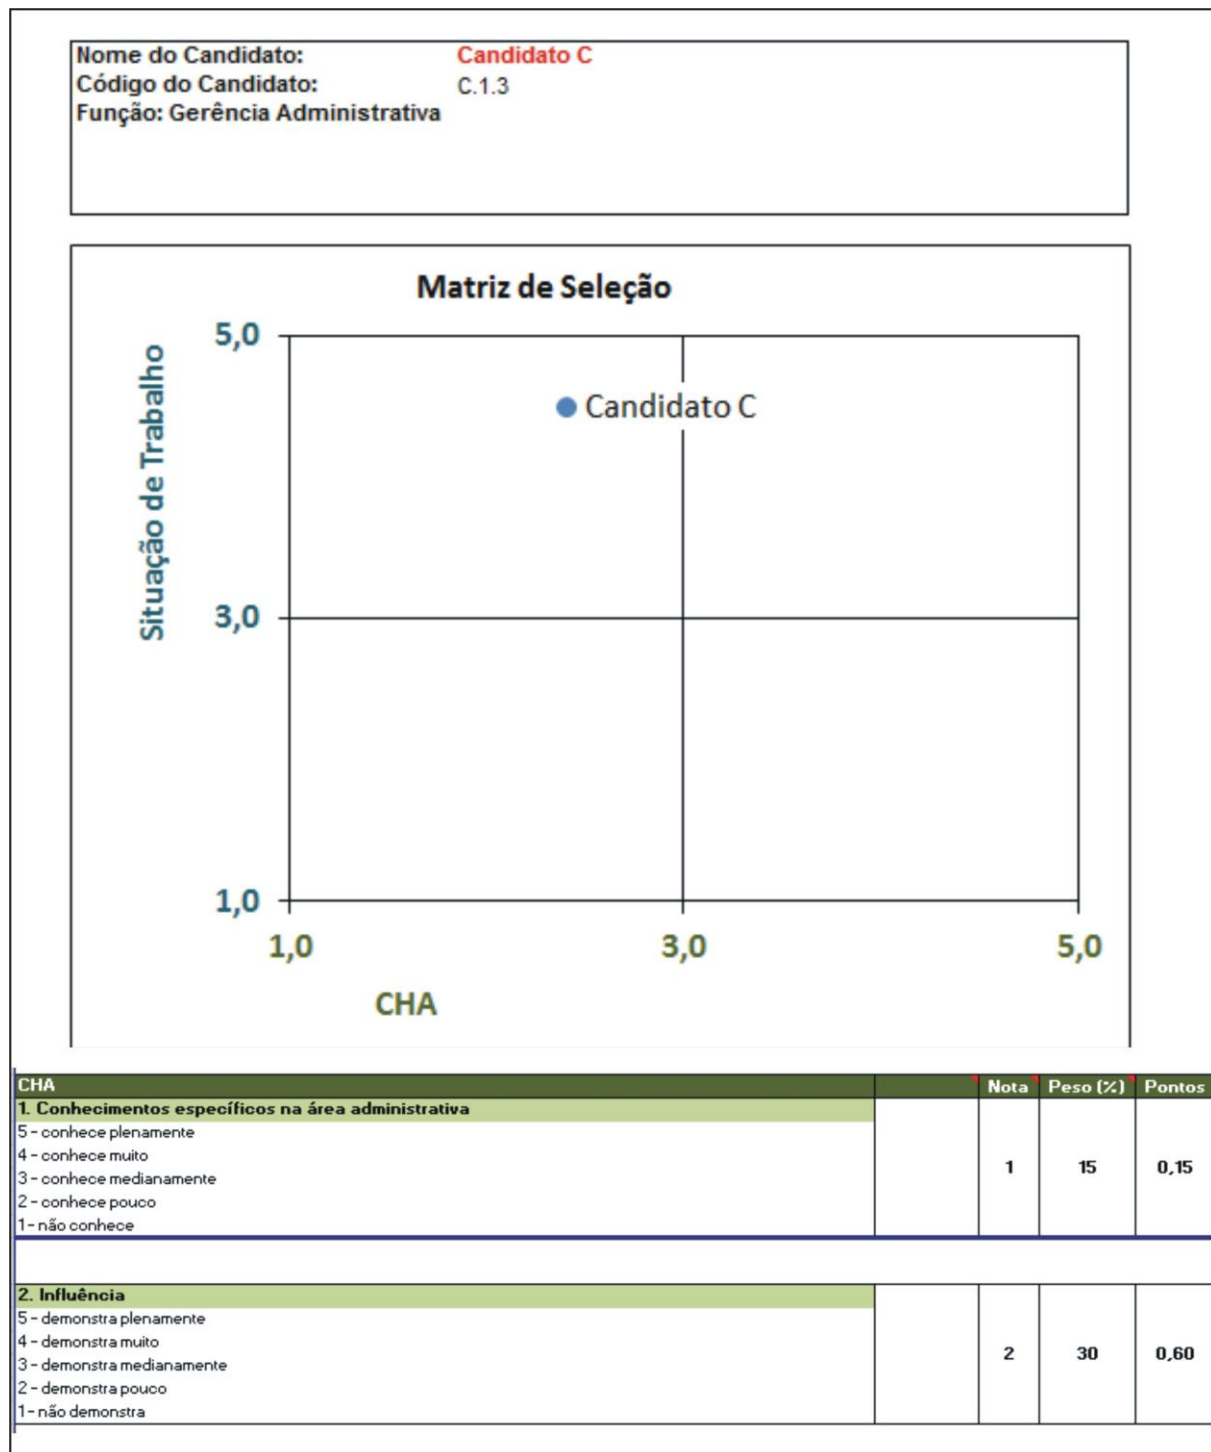 Nome do Candidato: Candidato C
Código do Candidato: C.1.3
Função: Gerência Administrativa
Matriz de Seleção
Situação de Trabalho
5,0
Candidato C
3,0
1,0
1,0 3,0 5,0
CHA
CHA Nota Peso (%) Pontos
1. Conhecimentos específicos na área administrativa
5 - conhece plenamente
4 - conhece muito
3 - conhece medianamente
2 - conhece pouco
1 - não conhece
1 15 0,15
2. Influência
5 - demonstra plenamente
4 - demonstra muito
3 - demonstra medianamente
2 - demonstra pouco
1 - não demonstra
2 30 0,60